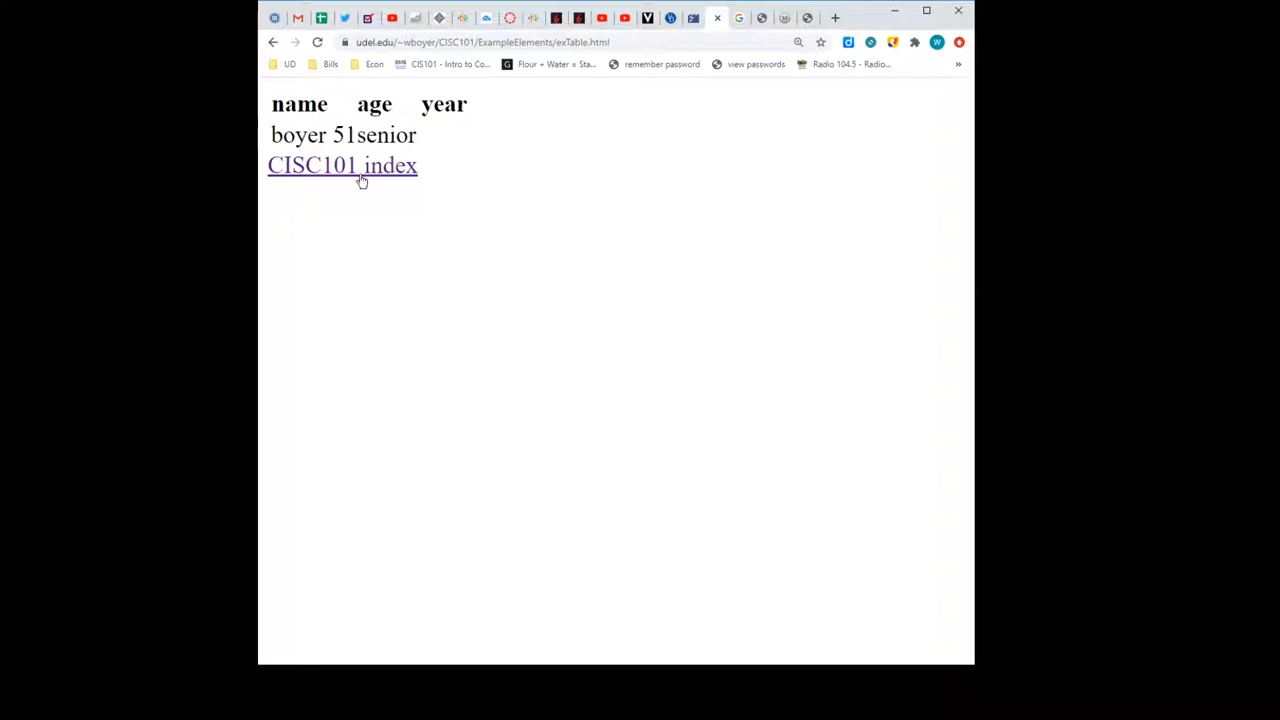 udel.edu/~wboyer/CISC101/ExampleElements/exTable.html
UD Bills Econ CIS101 - Intro to Co... Flour + Water = Sta... remember password view passwords Radio 104.5 - Radio... »
name age year
boyer 51senior
CISC101 index